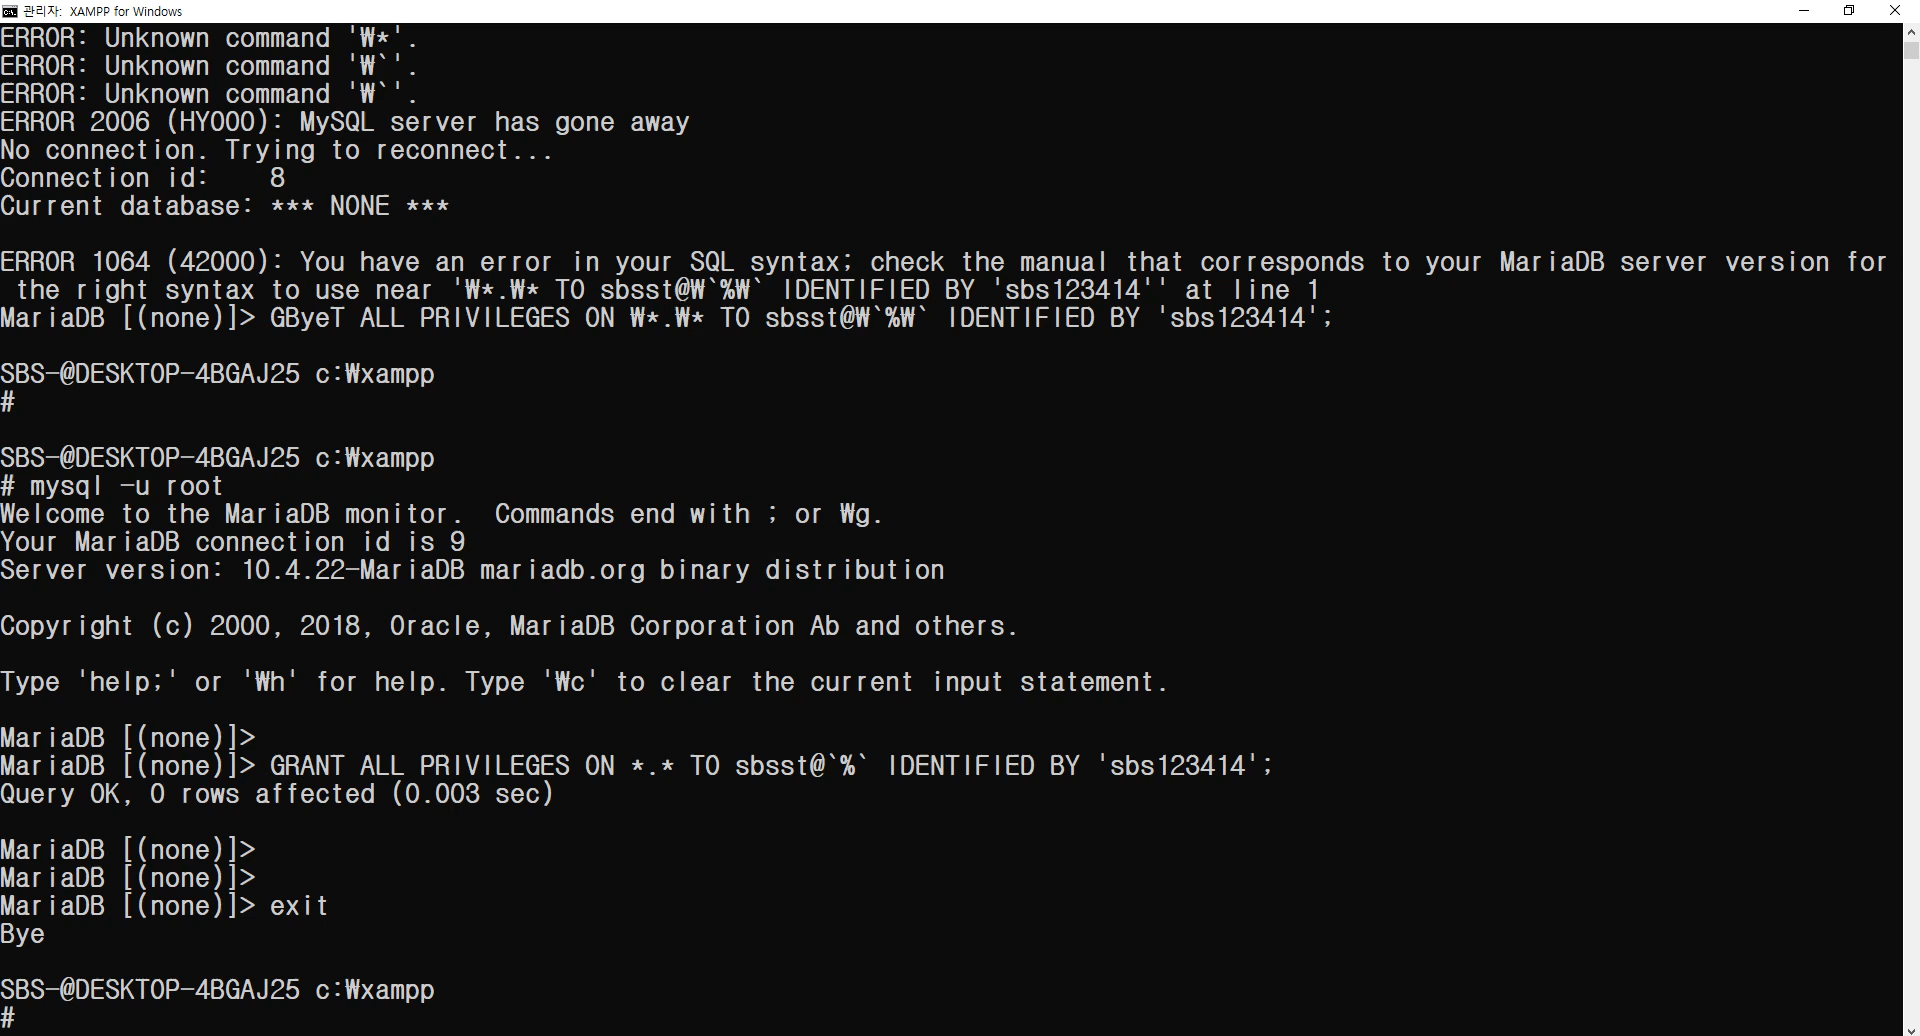 관리자: XAMPP for Windows
ERROR: Unknown command '₩*'.
ERROR: Unknown command '₩`'.
ERROR: Unknown command '₩`'.
ERROR 2006 (HY000): MySQL server has gone away
No connection. Trying to reconnect...
Connection id:    8
Current database: *** NONE ***
ERROR 1064 (42000): You have an error in your SQL syntax; check the manual that corresponds to your MariaDB server version for
 the right syntax to use near '₩*.₩* TO sbsst@₩`%₩` IDENTIFIED BY 'sbs123414'' at line 1
MariaDB [(none)]> GByeT ALL PRIVILEGES ON ₩*.₩* TO sbsst@₩`%₩` IDENTIFIED BY 'sbs123414';
SBS-@DESKTOP-4BGAJ25 c:₩xampp
#
SBS-@DESKTOP-4BGAJ25 c:₩xampp
# mysql -u root
Welcome to the MariaDB monitor.  Commands end with ; or ₩g.
Your MariaDB connection id is 9
Server version: 10.4.22-MariaDB mariadb.org binary distribution
Copyright (c) 2000, 2018, Oracle, MariaDB Corporation Ab and others.
Type 'help;' or '₩h' for help. Type '₩c' to clear the current input statement.
MariaDB [(none)]>
MariaDB [(none)]> GRANT ALL PRIVILEGES ON *.* TO sbsst@`%` IDENTIFIED BY 'sbs123414';
Query OK, 0 rows affected (0.003 sec)
MariaDB [(none)]>
MariaDB [(none)]>
MariaDB [(none)]> exit
Bye
SBS-@DESKTOP-4BGAJ25 c:₩xampp
#